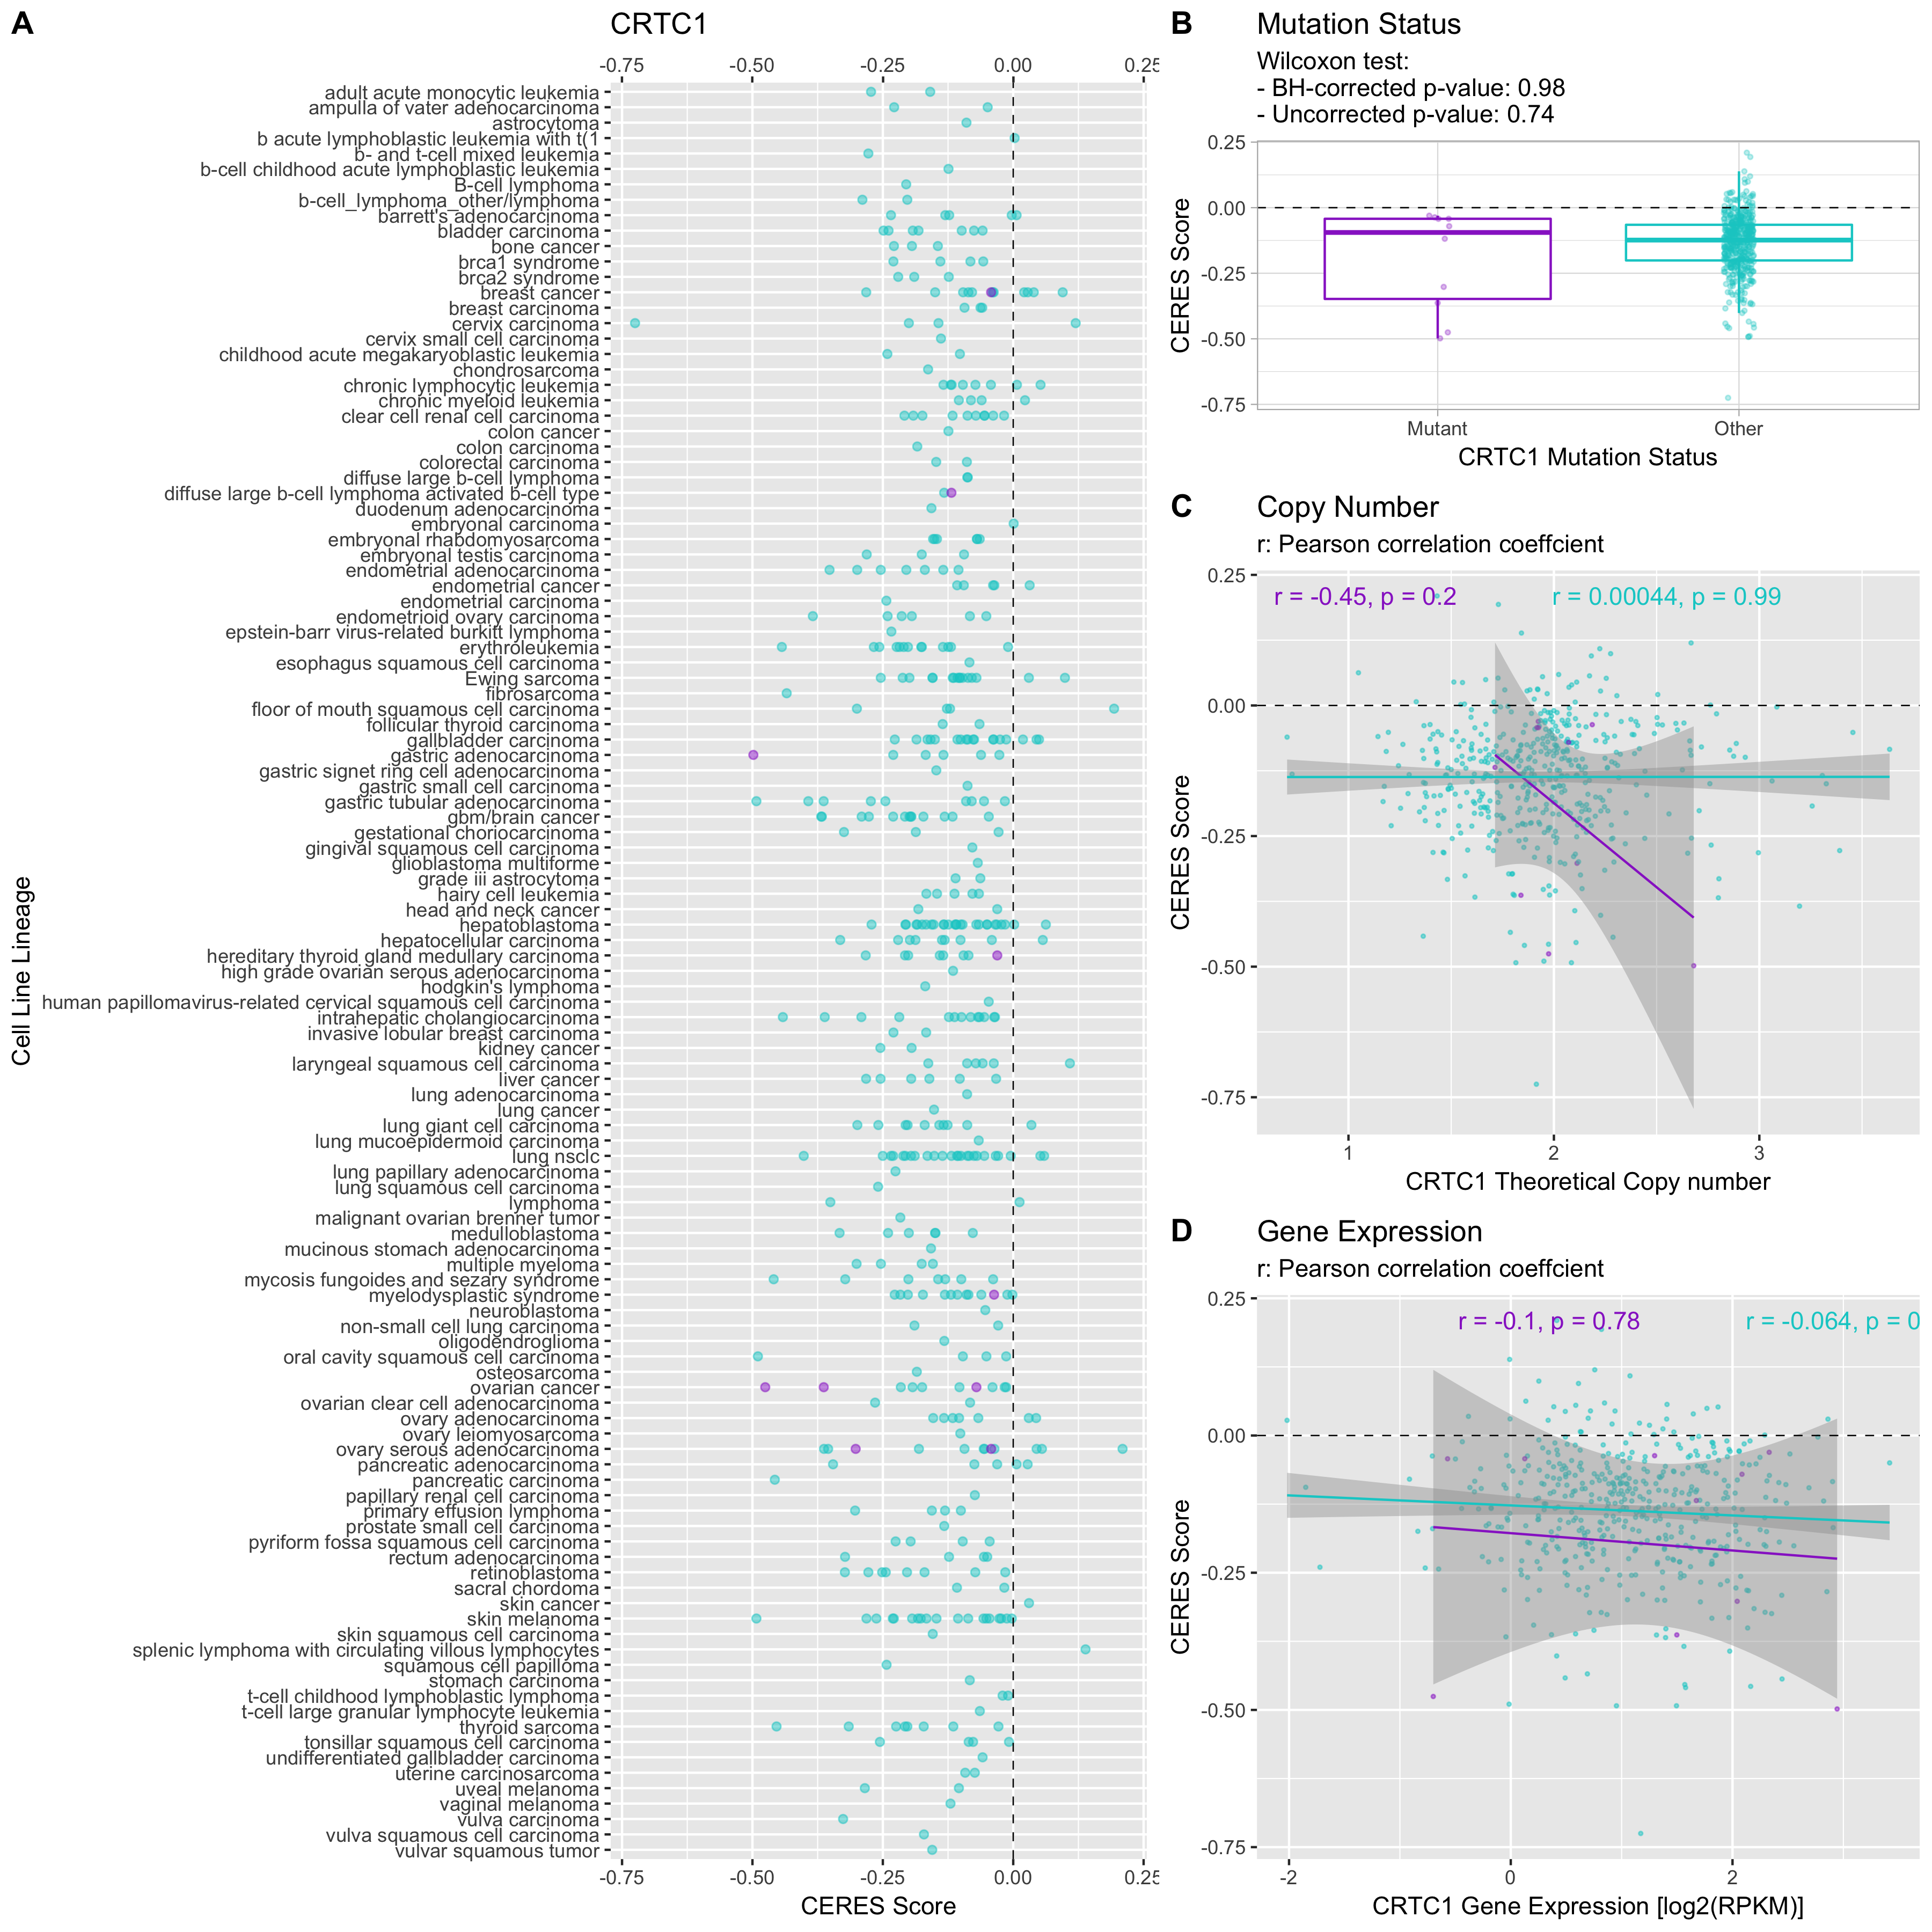 A
CRTC1
-0.75 -0.50 -0.25 0.00 0.25
adult acute monocytic leukemia
ampulla of vater adenocarcinoma
astrocytoma
b acute lymphoblastic leukemia with t(1
b- and t-cell mixed leukemia
b-cell childhood acute lymphoblastic leukemia
B-cell lymphoma
b-cell_lymphoma_other/lymphoma
barrett's adenocarcinoma
bladder carcinoma
bone cancer
brca1 syndrome
brca2 syndrome
breast cancer
breast carcinoma
cervix carcinoma
cervix small cell carcinoma
childhood acute megakaryoblastic leukemia
chondrosarcoma
chronic lymphocytic leukemia
chronic myeloid leukemia
clear cell renal cell carcinoma
colon cancer
colon carcinoma
colorectal carcinoma
diffuse large b-cell lymphoma
diffuse large b-cell lymphoma activated b-cell type
duodenum adenocarcinoma
embryonal carcinoma
embryonal rhabdomyosarcoma
embryonal testis carcinoma
endometrial adenocarcinoma
endometrial cancer
endometrial carcinoma
endometrioid ovary carcinoma
epstein-barr virus-related burkitt lymphoma
erythroleukemia
esophagus squamous cell carcinoma
Ewing sarcoma
fibrosarcoma
floor of mouth squamous cell carcinoma
follicular thyroid carcinoma
gallbladder carcinoma
gastric adenocarcinoma
gastric signet ring cell adenocarcinoma
gastric small cell carcinoma
gastric tubular adenocarcinoma
gbm/brain cancer
gestational choriocarcinoma
gingival squamous cell carcinoma
glioblastoma multiforme
grade iii astrocytoma
hairy cell leukemia
head and neck cancer
hepatoblastoma
hepatocellular carcinoma
hereditary thyroid gland medullary carcinoma
high grade ovarian serous adenocarcinoma
hodgkin's lymphoma
human papillomavirus-related cervical squamous cell carcinoma
intrahepatic cholangiocarcinoma
invasive lobular breast carcinoma
kidney cancer
laryngeal squamous cell carcinoma
liver cancer
lung adenocarcinoma
lung cancer
lung giant cell carcinoma
lung mucoepidermoid carcinoma
lung nsclc
lung papillary adenocarcinoma
lung squamous cell carcinoma
lymphoma
malignant ovarian brenner tumor
medulloblastoma
mucinous stomach adenocarcinoma
multiple myeloma
mycosis fungoides and sezary syndrome
myelodysplastic syndrome
neuroblastoma
non-small cell lung carcinoma
oligodendroglioma
oral cavity squamous cell carcinoma
osteosarcoma
ovarian cancer
ovarian clear cell adenocarcinoma
ovary adenocarcinoma
ovary leiomyosarcoma
ovary serous adenocarcinoma
pancreatic adenocarcinoma
pancreatic carcinoma
papillary renal cell carcinoma
primary effusion lymphoma
prostate small cell carcinoma
pyriform fossa squamous cell carcinoma
rectum adenocarcinoma
retinoblastoma
sacral chordoma
skin cancer
skin melanoma
skin squamous cell carcinoma
splenic lymphoma with circulating villous lymphocytes
squamous cell papilloma
stomach carcinoma
t-cell childhood lymphoblastic lymphoma
t-cell large granular lymphocyte leukemia
thyroid sarcoma
tonsillar squamous cell carcinoma
undifferentiated gallbladder carcinoma
uterine carcinosarcoma
uveal melanoma
vaginal melanoma
vulva carcinoma
vulva squamous cell carcinoma
vulvar squamous tumor
-0.75 -0.50 -0.25 0.00 0.25
CERES Score
Cell Line Lineage
B
Mutation Status
Wilcoxon test:
- BH-corrected p-value: 0.98
- Uncorrected p-value: 0.74
0.25
0.00
-0.25
-0.50
-0.75
CERES Score
Mutant Other
CRTC1 Mutation Status
C
Copy Number
r: Pearson correlation coeffcient
r = -0.45, p = 0.2 r = 0.00044, p = 0.99
0.25
0.00
-0.25
-0.50
-0.75
CERES Score
1 2 3
CRTC1 Theoretical Copy number
D
Gene Expression
r: Pearson correlation coeffcient
r = -0.1, p = 0.78 r = -0.064, p = 0
0.25
0.00
-0.25
-0.50
-0.75
CERES Score
-2 0 2
CRTC1 Gene Expression [log2(RPKM)]